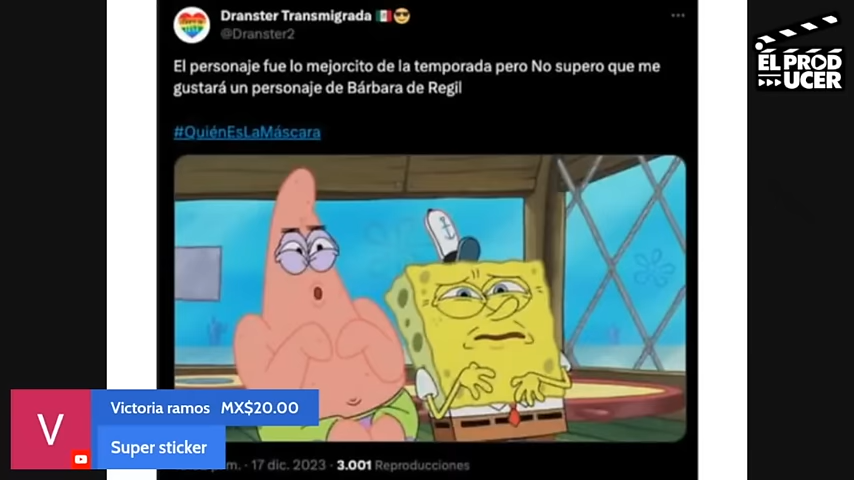 Dranster Transmigrada
@Dranster2
El personaje fue lo mejorcito de la temporada pero No supero que me
gustará un personaje de Bárbara de Regil
#QuiénEsLaMáscara
EL PROD
UCER
V
Victoria ramos MX$20.00
Super sticker
m. · 17 dic. 2023 · 3.001 Reproducciones